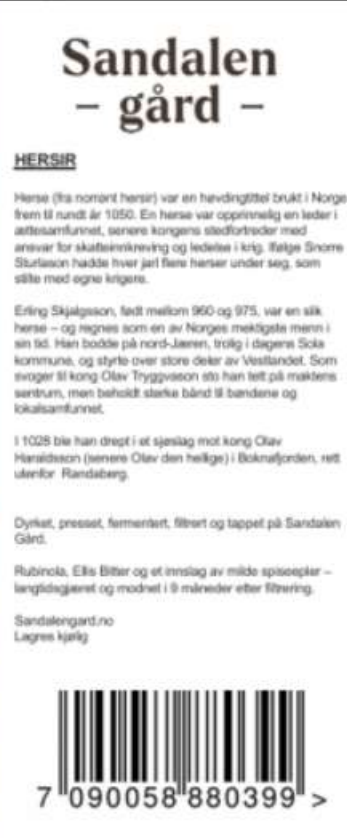 Sandalen
– gård –
HERSIR
Herse (fra norrønt hersir) var en høvdingtittel brukt i Norge
frem til rundt år 1050. En herse var opprinnelig en leder i
ættesamfunnet, senere kongens stedfortreder med
ansvar for skatteinnkreving og ledelse i krig. Ifølge Snorre
Sturlason hadde hver jarl flere herser under seg, som
stilte med egne krigere.
Erling Skjalgsson, født mellom 960 og 975, var en slik
herse – og regnes som en av Norges mektigste menn i
sin tid. Han bodde på nord-Jæren, trolig i dagens Sola
kommune, og styrte over store deler av Vestlandet. Som
svoger til kong Olav Tryggvason sto han tett på maktens
sentrum, men beholdt sterke bånd til bøndene og
lokalsamfunnet.
I 1028 ble han drept i et sjøslag mot kong Olav
Haraldsson (senere Olav den hellige) i Boknafjorden, rett
utenfor Randaberg.
Dyrket, presset, fermentert, filtrert og tappet på Sandalen
Gård.
Rubinola, Ellis Bitter og et innslag av milde spiseepler –
langtidsgjæret og modnet i 9 måneder etter filtrering.
Sandalengard.no
Lagres kjølig
7 090058 880399 >